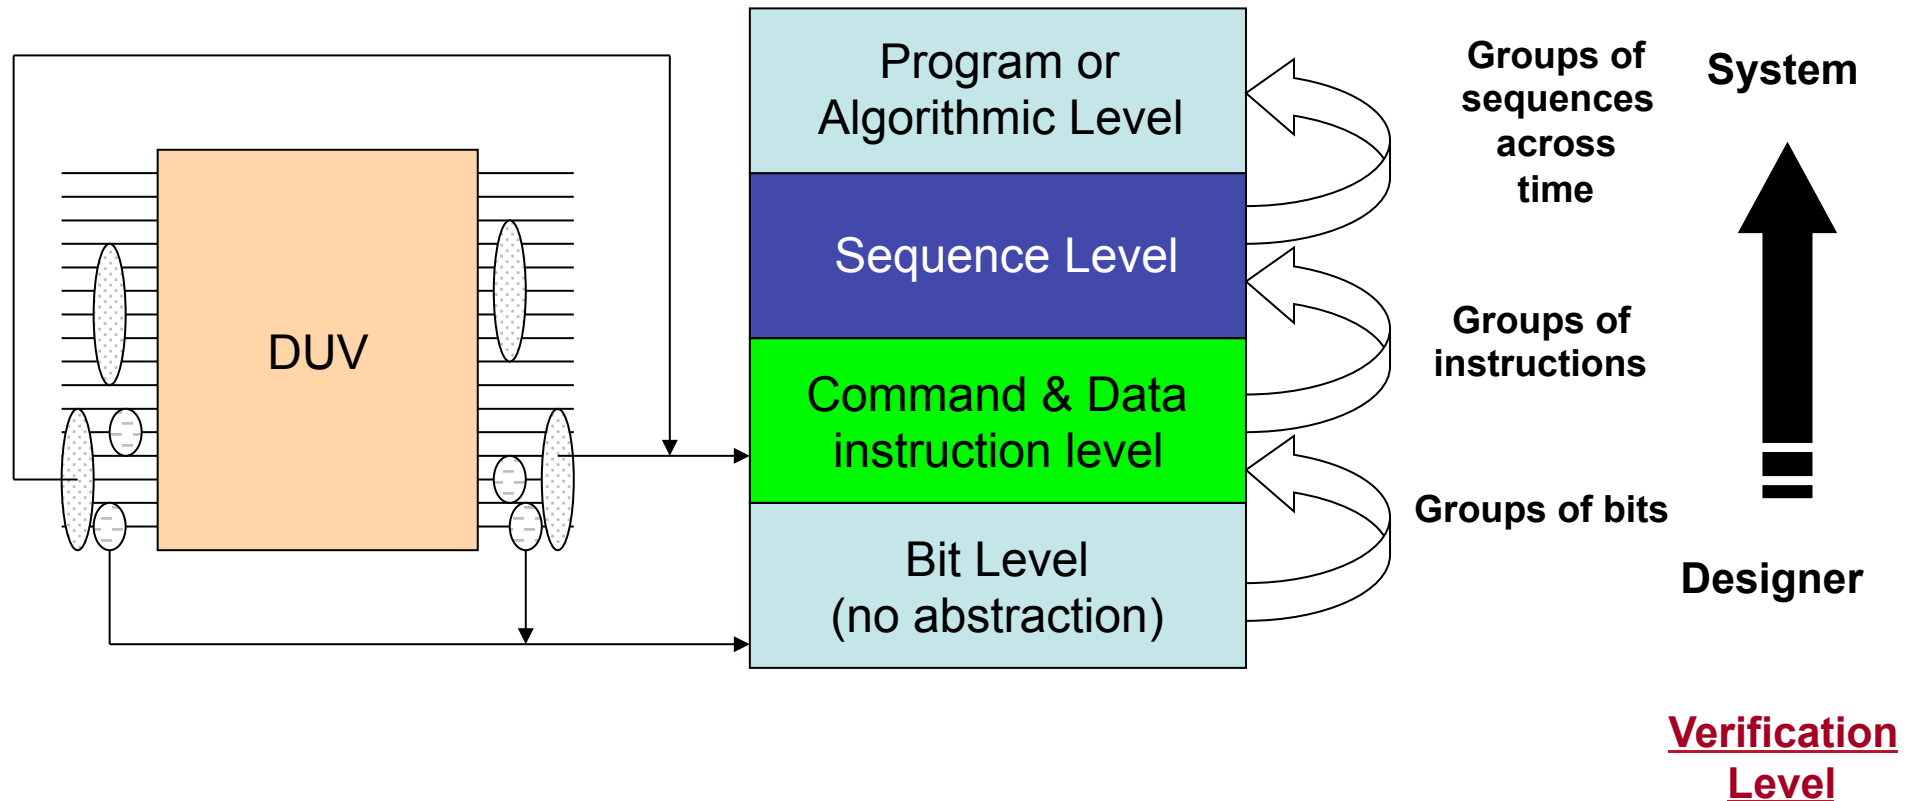 DUV
Program or
Algorithmic Level
Sequence Level
Command & Data
instruction level
Bit Level
(no abstraction)
Groups of
sequences
across
time
Groups of
instructions
Groups of bits
System
Designer
Verification
Level